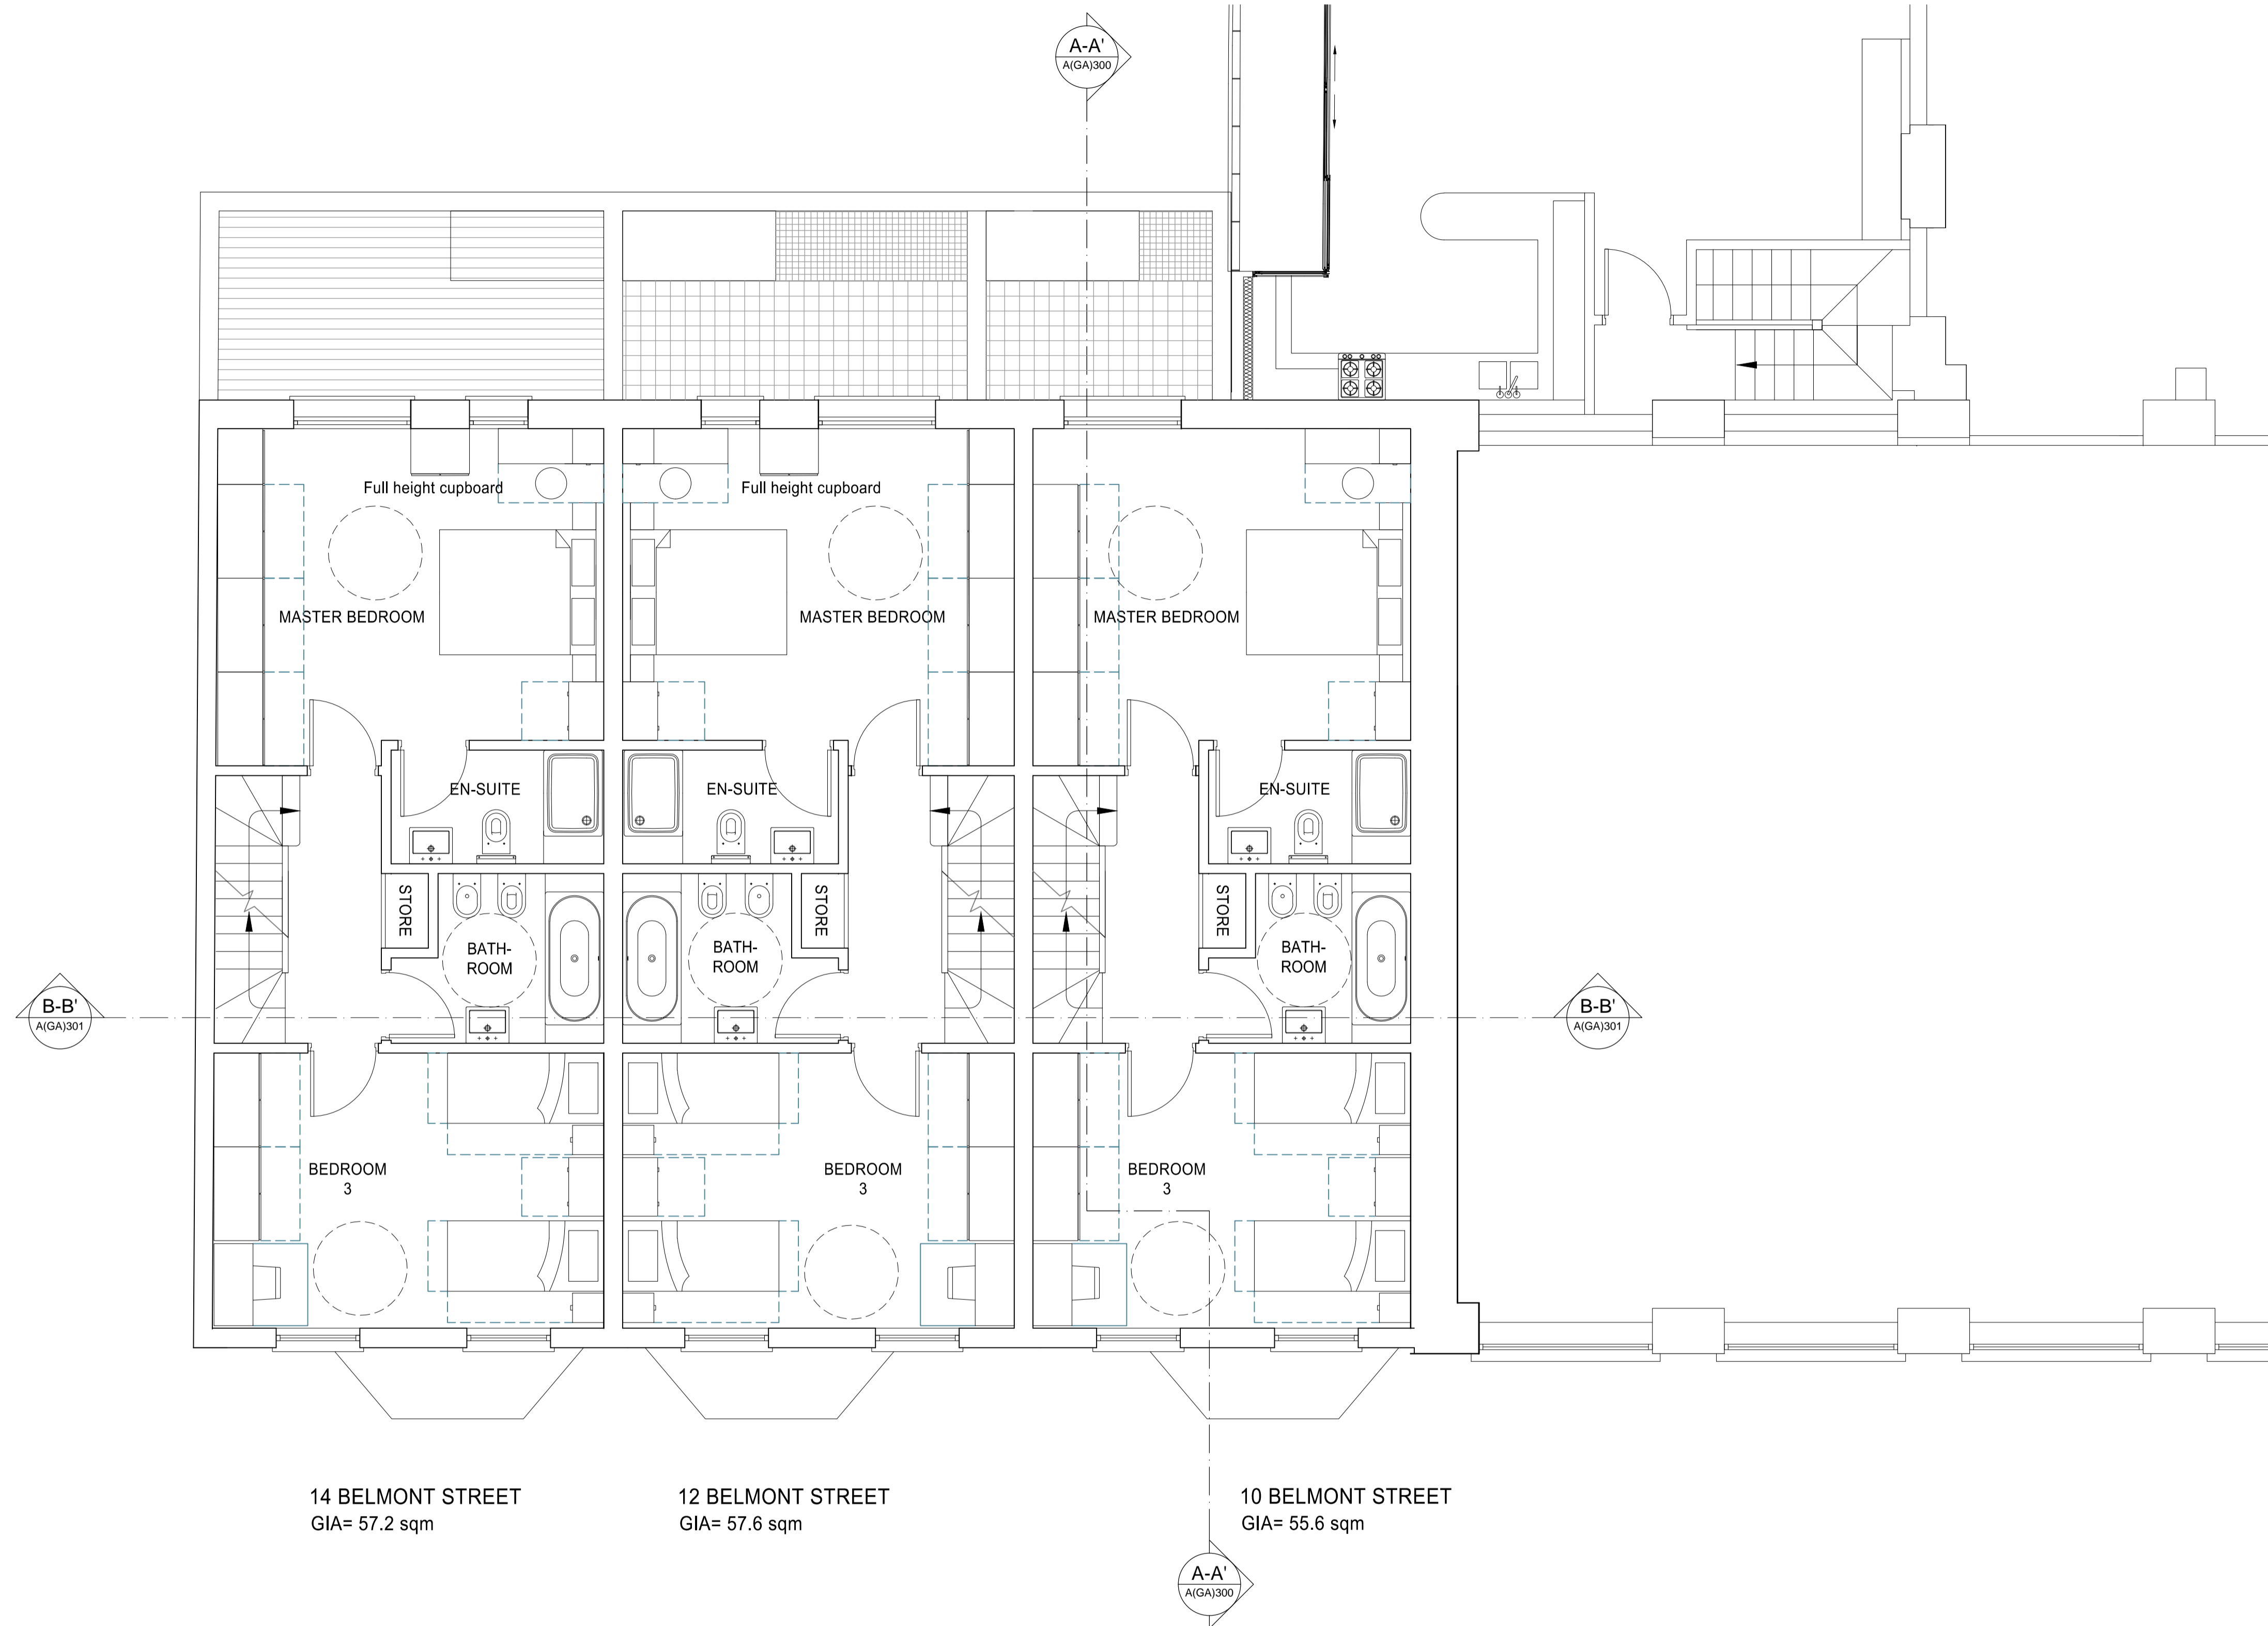 A-A'
A(GA)300
Full height cupboard
Full height cupboard
MASTER BEDROOM
MASTER BEDROOM
MASTER BEDROOM
EN-SUITE
EN-SUITE
EN-SUITE
STORE
BATH-
ROOM
BATH-
ROOM
STORE
STORE
BATH-
ROOM
B-B'
A(GA)301
B-B'
A(GA)301
BEDROOM
3
BEDROOM
3
BEDROOM
3
14 BELMONT STREET
GIA= 57.2 sqm
12 BELMONT STREET
GIA= 57.6 sqm
10 BELMONT STREET
GIA= 55.6 sqm
A-A'
A(GA)300